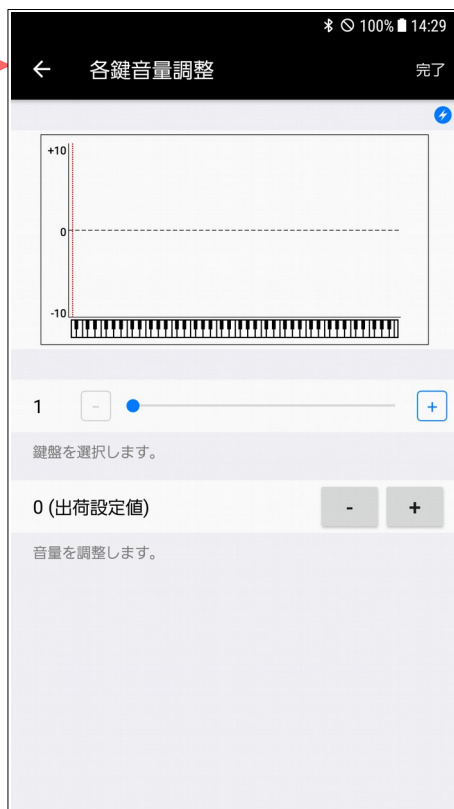 100% 14:29
各鍵音量調整 完了
+10
0
-10
1 - +
鍵盤を選択します。
0 (出荷設定値) - +
音量を調整します。